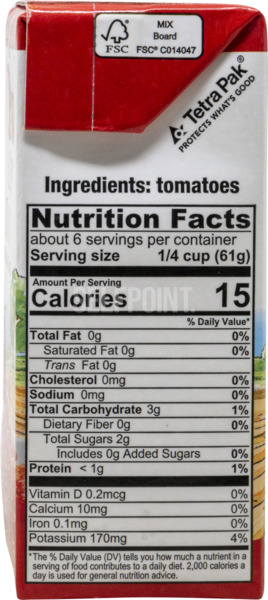 MIX
Board
FSC
FSC® C014047
Tetra Pak®
PROTECTS WHAT'S GOOD
Ingredients: tomatoes
Nutrition Facts
about 6 servings per container
Serving size 1/4 cup (61g)
Amount Per Serving
Calories 15
% Daily Value*
Total Fat 0g 0%
Saturated Fat 0g 0%
Trans Fat 0g
Cholesterol 0mg 0%
Sodium 0mg 0%
Total Carbohydrate 3g 1%
Dietary Fiber 0g 0%
Total Sugars 2g
Includes 0g Added Sugars 0%
Protein < 1g 1%
Vitamin D 0.2mcg 0%
Calcium 10mg 0%
Iron 0.1mg 0%
Potassium 170mg 4%
*The % Daily Value (DV) tells you how much a nutrient in a
serving of food contributes to a daily diet. 2,000 calories a
day is used for general nutrition advice.